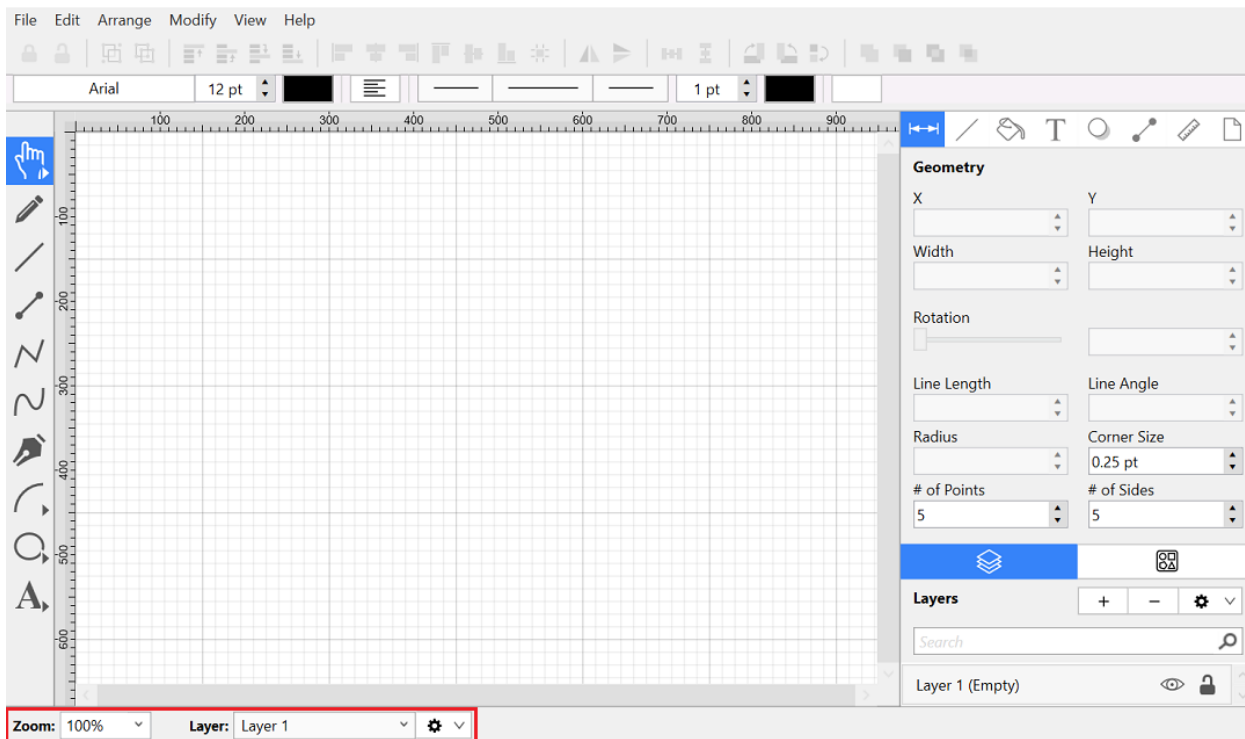 File Edit Arrange Modify View Help
Arial 12 pt 1 pt
100 200 300 400 500 600 700 800 900
100
200
300
400
500
600
Geometry
X Y
Width Height
Rotation
Line Length Line Angle
Radius Corner Size
0.25 pt
# of Points # of Sides
5 5
Layers + −
Search
Layer 1 (Empty)
Zoom: 100% Layer: Layer 1